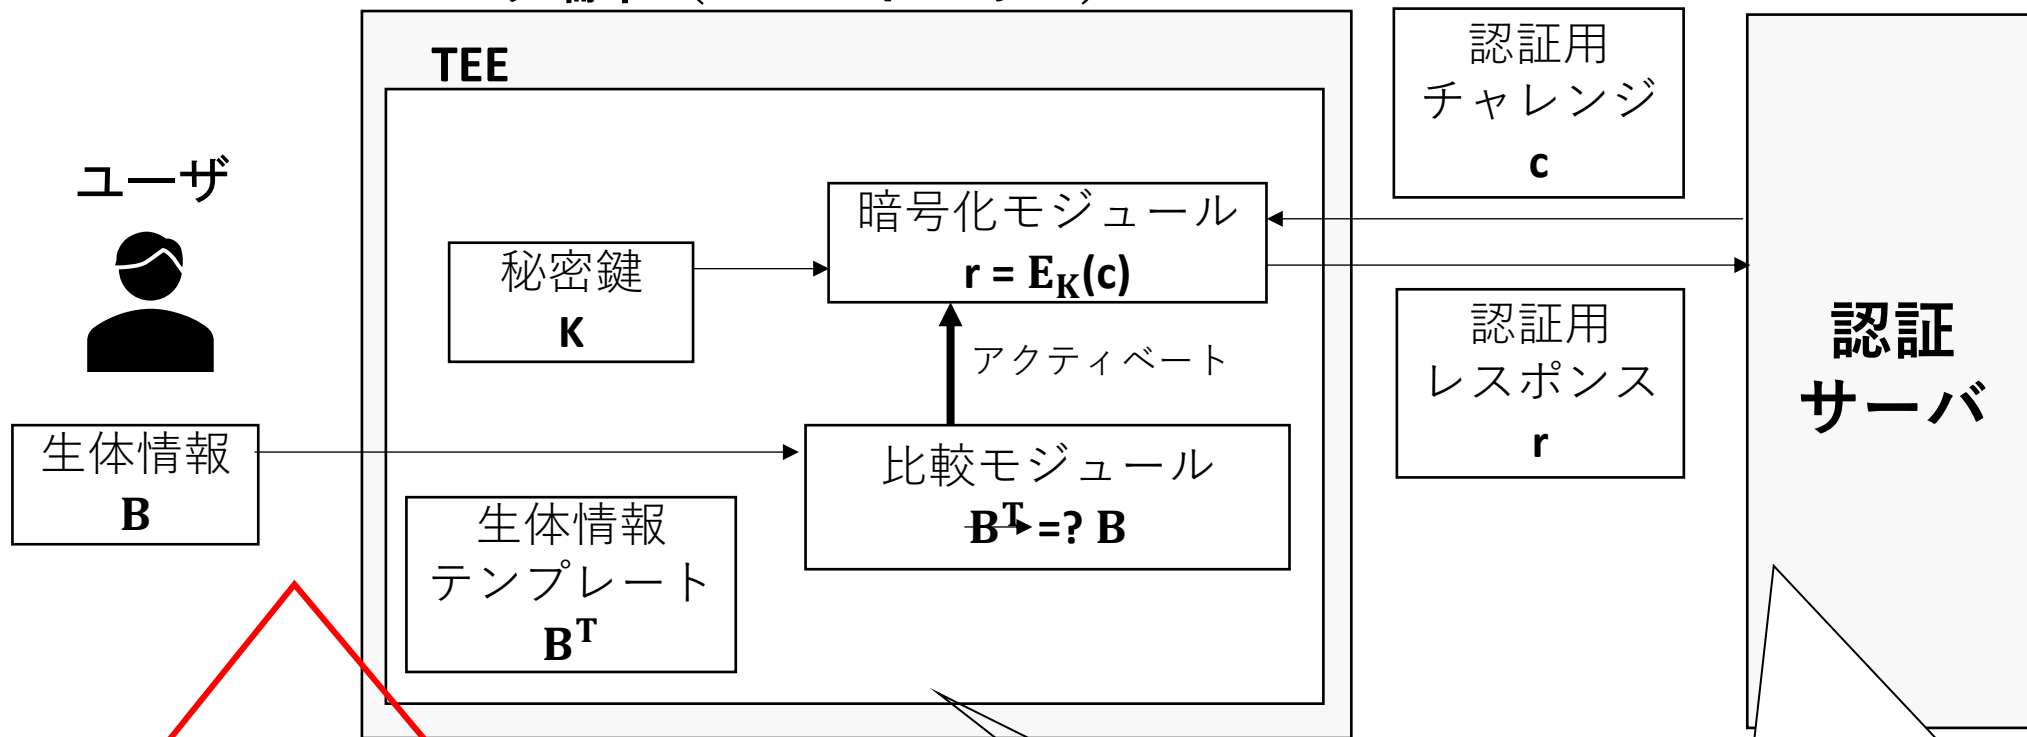 TEE
ユーザ
認証用
チャレンジ
c
暗号化モジュール
r = E_K(c)
秘密鍵
K
アクティベート
認証用
レスポンス
r
認証
サーバ
生体情報
B
比較モジュール
B^T =? B
生体情報
テンプレート
B^T